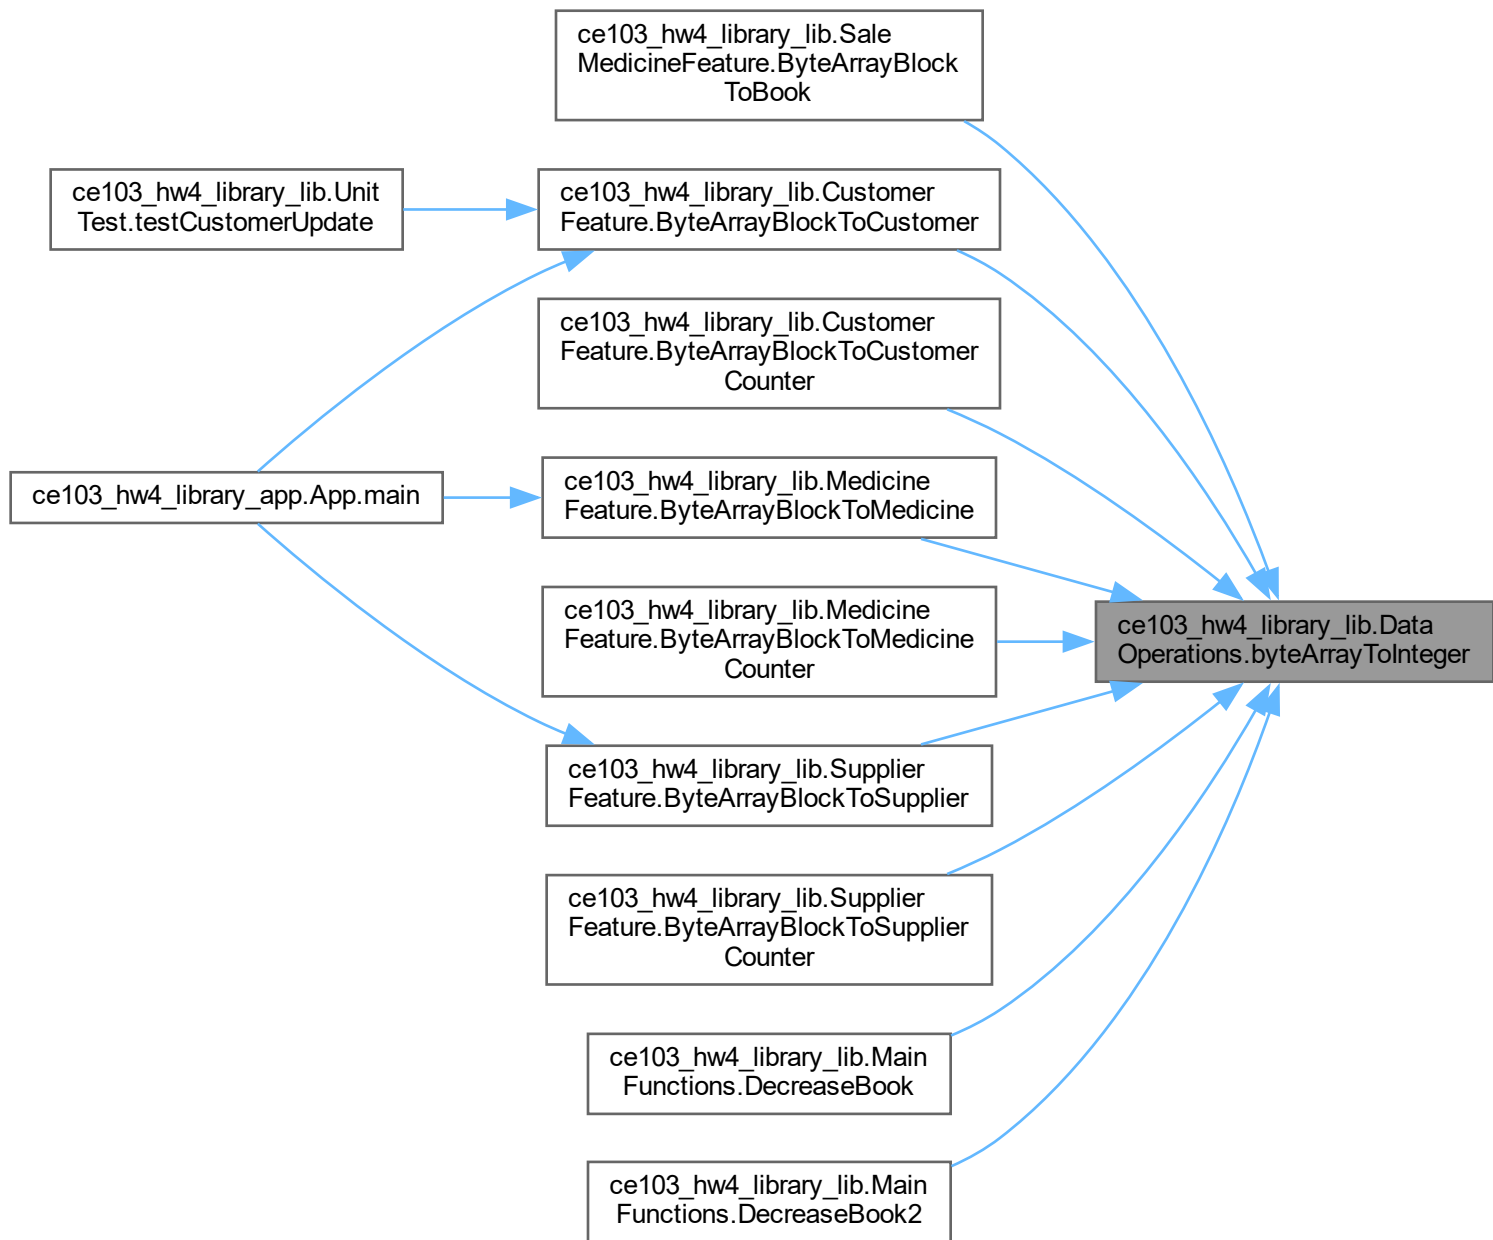 ce103_hw4_library_lib.Sale
MedicineFeature.ByteArrayBlock
ToBook
ce103_hw4_library_lib.Unit
Test.testCustomerUpdate
ce103_hw4_library_lib.Customer
Feature.ByteArrayBlockToCustomer
ce103_hw4_library_lib.Customer
Feature.ByteArrayBlockToCustomer
Counter
ce103_hw4_library_app.App.main
ce103_hw4_library_lib.Medicine
Feature.ByteArrayBlockToMedicine
ce103_hw4_library_lib.Medicine
Feature.ByteArrayBlockToMedicine
Counter
ce103_hw4_library_lib.Data
Operations.byteArrayToInteger
ce103_hw4_library_lib.Supplier
Feature.ByteArrayBlockToSupplier
ce103_hw4_library_lib.Supplier
Feature.ByteArrayBlockToSupplier
Counter
ce103_hw4_library_lib.Main
Functions.DecreaseBook
ce103_hw4_library_lib.Main
Functions.DecreaseBook2